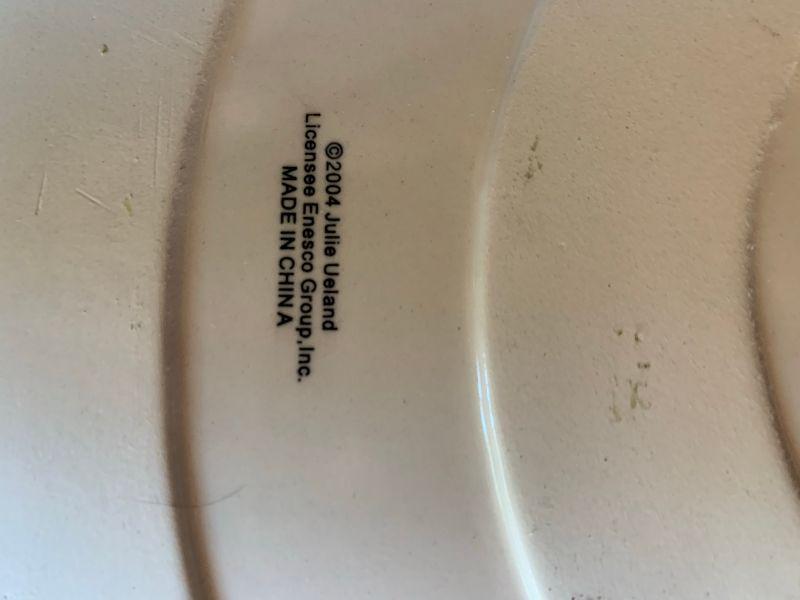 ©2004 Julie Ueland
Licensee Enesco Group,Inc.
MADE IN CHINA